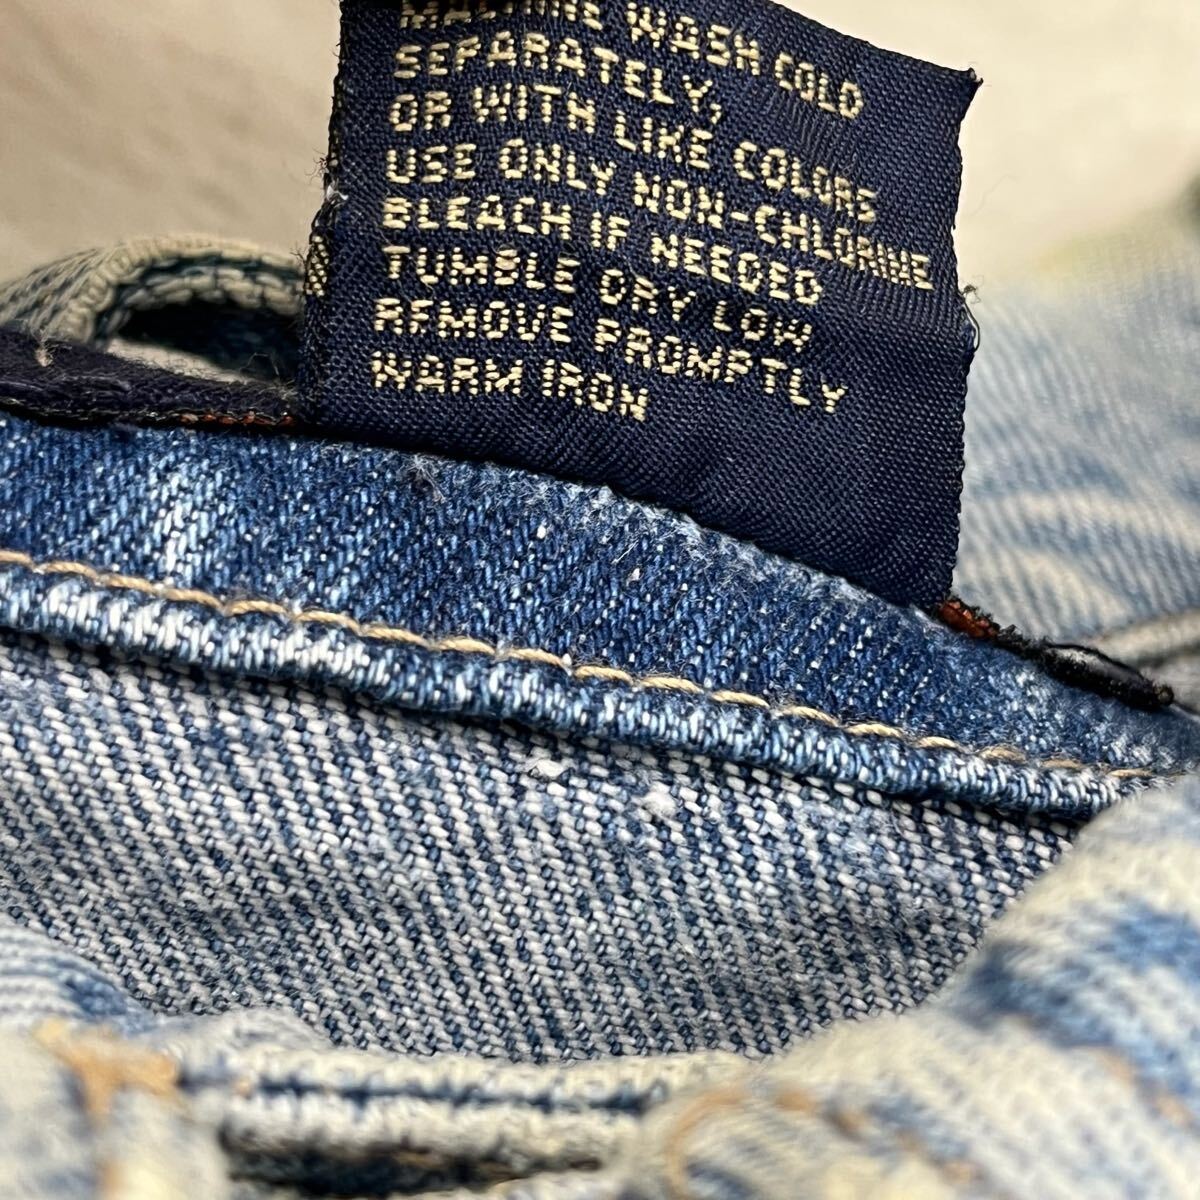 MACHINE WASH COLD
SEPARATELY,
OR WITH LIKE COLORS
USE ONLY NON-CHLORINE
BLEACH IF NEEDED
TUMBLE DRY LOW
REMOVE PROMPTLY
WARM IRON